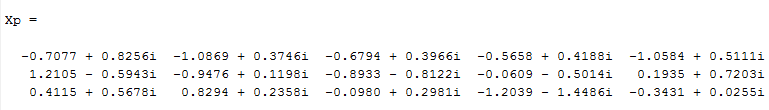 Xp =
-0.7077 + 0.8256i  -1.0869 + 0.3746i  -0.6794 + 0.3966i  -0.5658 + 0.4188i  -1.0584 + 0.5111i
1.2105 - 0.5943i  -0.9476 + 0.1198i  -0.8933 - 0.8122i  -0.0609 - 0.5014i   0.1935 + 0.7203i
0.4115 + 0.5678i   0.8294 + 0.2358i  -0.0980 + 0.2981i  -1.2039 - 1.4486i  -0.3431 + 0.0255i